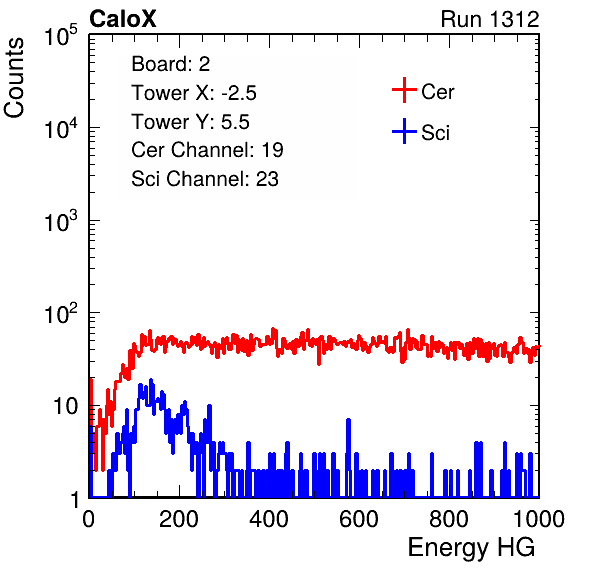 CaloX Run 1312
Counts
10^5
10^4
10^3
10^2
10
1
Board: 2
Tower X: -2.5
Tower Y: 5.5
Cer Channel: 19
Sci Channel: 23
Cer
Sci
0 200 400 600 800 1000
Energy HG